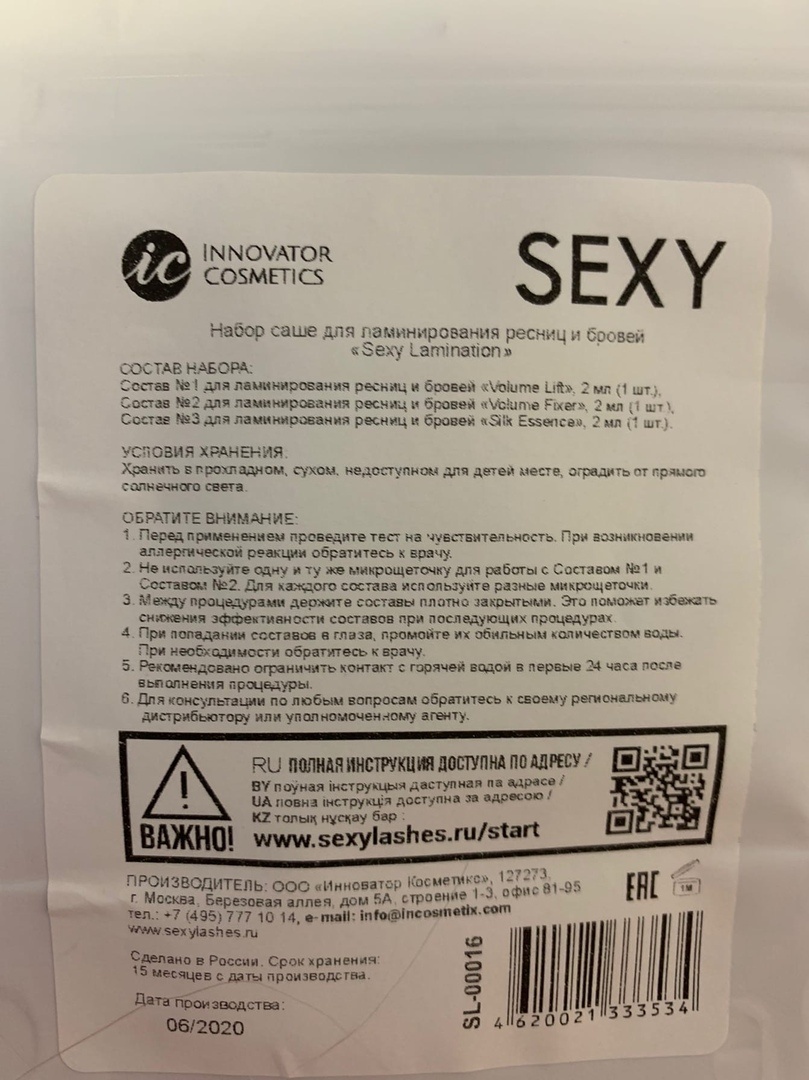 ic INNOVATOR
COSMETICS
SEXY
Набор саше для ламинирования ресниц и бровей
«Sexy Lamination»
СОСТАВ НАБОРА:
Состав №1 для ламинирования ресниц и бровей «Volume Lift», 2 мл (1 шт.),
Состав №2 для ламинирования ресниц и бровей «Volume Fixer», 2 мл (1 шт.),
Состав №3 для ламинирования ресниц и бровей «Silk Essence», 2 мл (1 шт.).
УСЛОВИЯ ХРАНЕНИЯ:
Хранить в прохладном, сухом, недоступном для детей месте, оградить от прямого
солнечного света.
ОБРАТИТЕ ВНИМАНИЕ:
1. Перед применением проведите тест на чувствительность. При возникновении
аллергической реакции обратитесь к врачу.
2. Не используйте одну и ту же микрощеточку для работы с Составом №1 и
Составом №2. Для каждого состава используйте разные микрощеточки.
3. Между процедурами держите составы плотно закрытыми. Это поможет избежать
снижения эффективности составов при последующих процедурах.
4. При попадании составов в глаза, промойте их обильным количеством воды.
При необходимости обратитесь к врачу.
5. Рекомендовано ограничить контакт с горячей водой в первые 24 часа после
выполнения процедуры.
6. Для консультации по любым вопросам обратитесь к своему региональному
дистрибьютору или уполномоченному агенту.
ВАЖНО!
RU ПОЛНАЯ ИНСТРУКЦИЯ ДОСТУПНА ПО АДРЕСУ /
BY поўная інструкцыя даступная па адрасе /
UA повна інструкція доступна за адресою /
KZ толық нұсқау бар :
www.sexylashes.ru/start
ПРОИЗВОДИТЕЛЬ: ООО «Инноватор Косметикс», 127273,
г. Москва, Березовая аллея, дом 5А, строение 1-3, офис 81-95
тел.: +7 (495) 777 10 14, e-mail: info@incosmetix.com
www.sexylashes.ru
EAC
1M
Сделано в России. Срок хранения:
15 месяцев с даты производства.
Дата производства:
06/2020
SL-00016
4 620021 333534